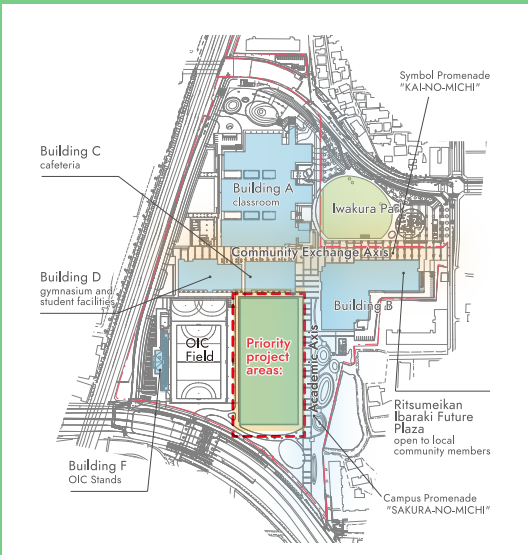 Symbol Promenade
"KAI-NO-MICHI"
Building C
cafeteria
Building A
classroom
Iwakura Park
Community Exchange Axis
Building D
gymnasium and
student facilities
Building B
OIC
Field
Priority
project
areas:
Academic Axis
Ritsumeikan
Ibaraki Future
Plaza
open to local
community members
Building F
OIC Stands
Campus Promenade
"SAKURA-NO-MICHI"